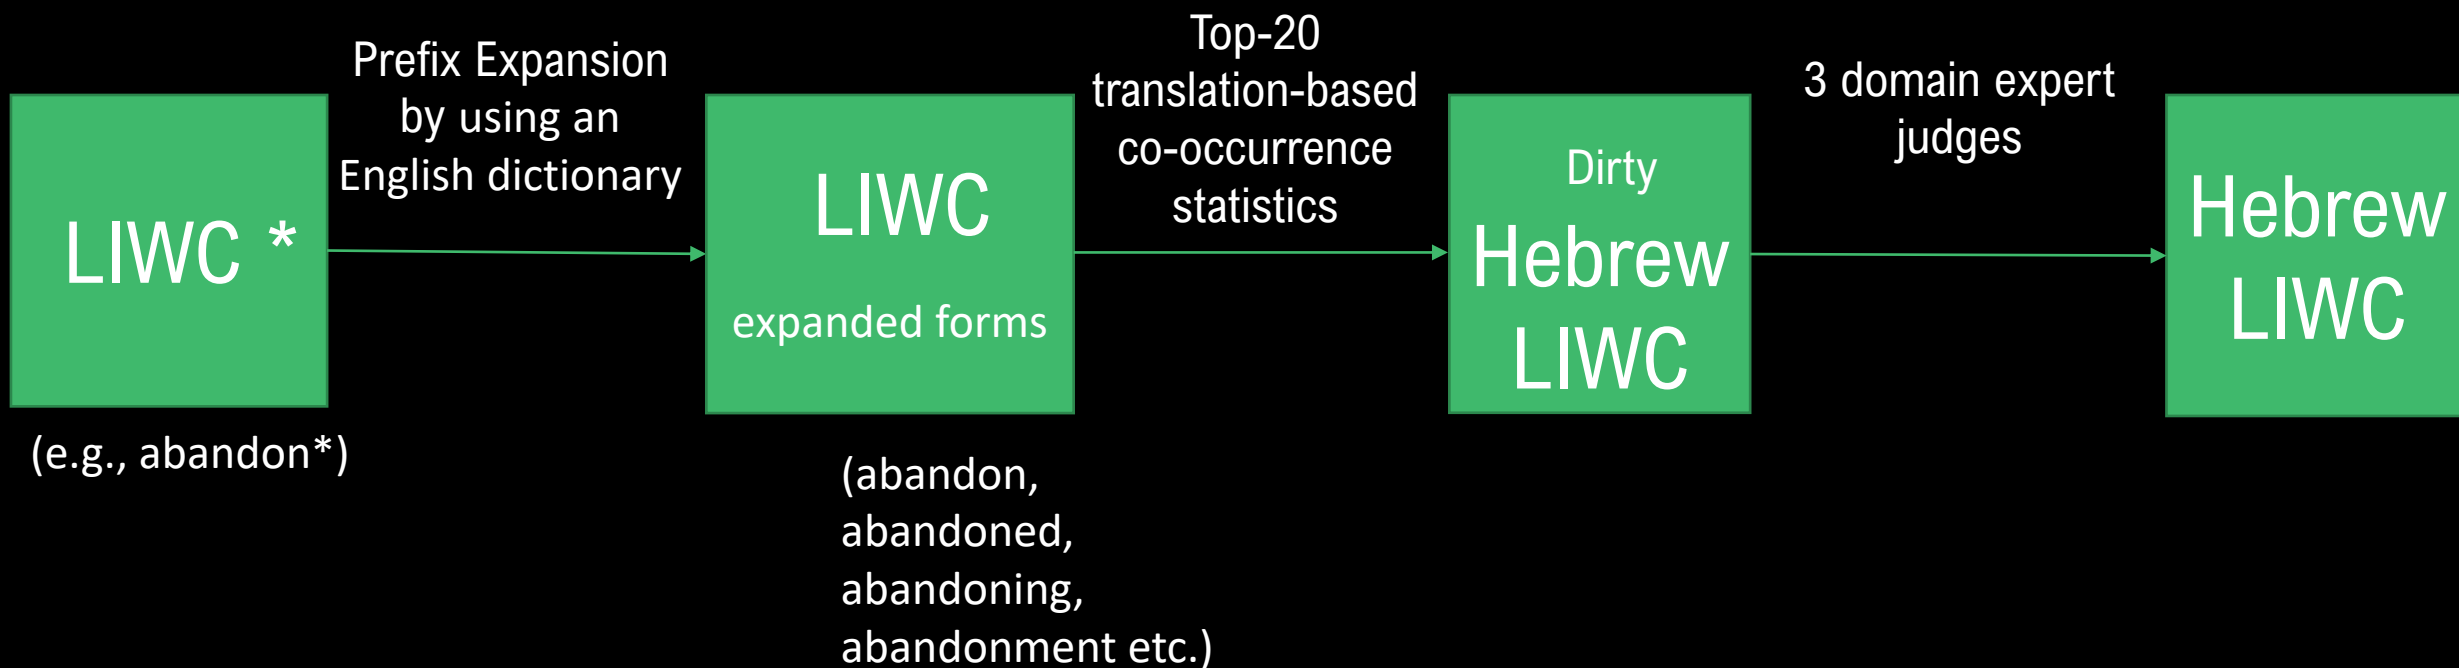 LIWC *
(e.g., abandon*)
Prefix Expansion
by using an
English dictionary
LIWC
expanded forms
(abandon,
abandoned,
abandoning,
abandonment etc.)
Top-20
translation-based
co-occurrence
statistics
Dirty
Hebrew
LIWC
3 domain expert
judges
Hebrew
LIWC